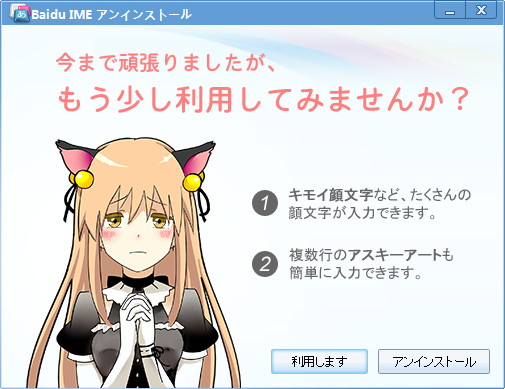 Baidu IME アンインストール
今まで頑張りましたが、
もう少し利用してみませんか？
1 キモイ顔文字など、たくさんの
顔文字が入力できます。
2 複数行のアスキーアートも
簡単に入力できます。
利用します アンインストール